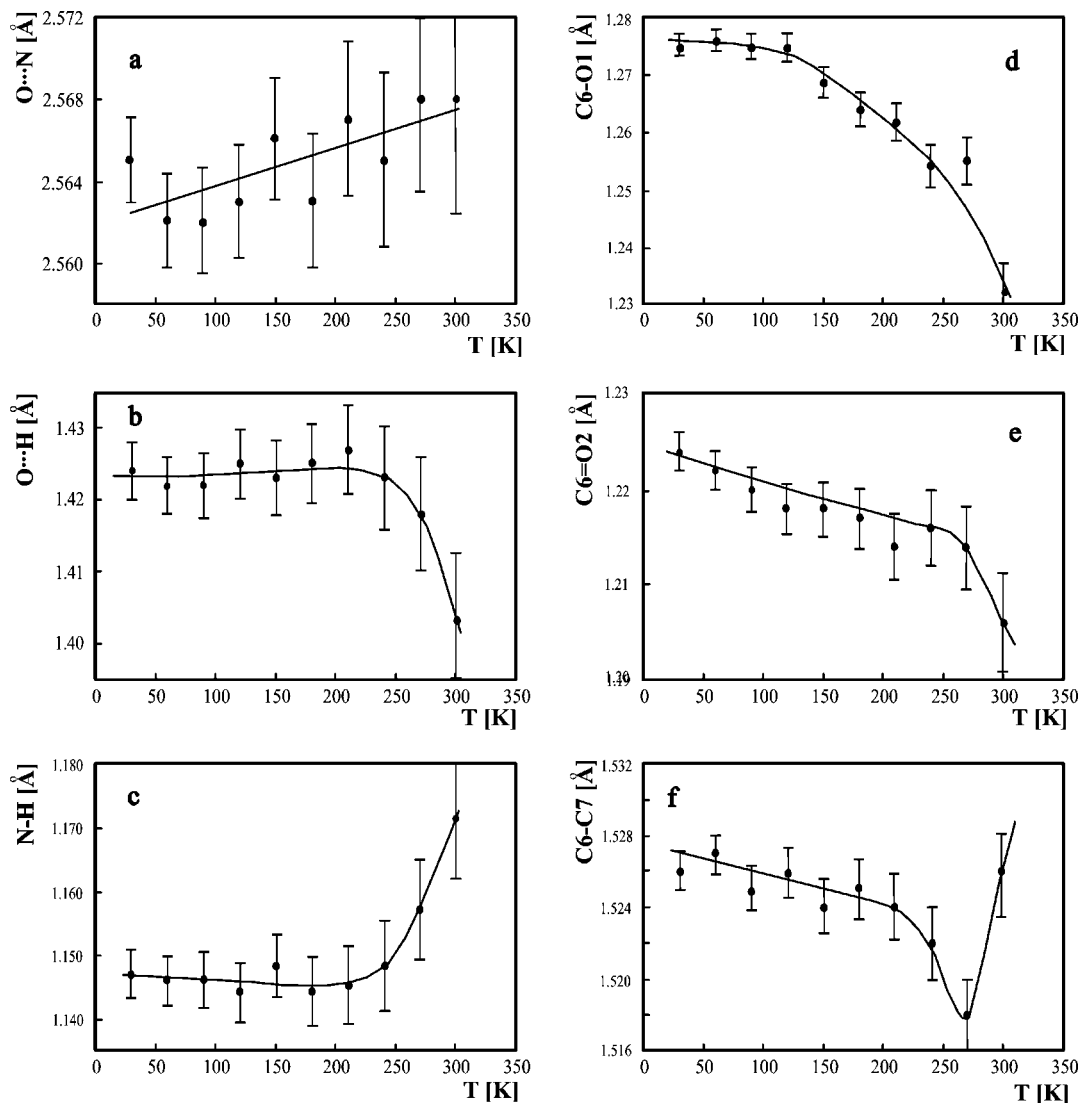 a
O···N [Å]
2.572
2.568
2.564
2.560
0 50 100 150 200 250 300 350
T [K]
d
C6-O1 [Å]
1.28
1.27
1.26
1.25
1.24
1.23
0 50 100 150 200 250 300 350
T [K]
b
O···H [Å]
1.43
1.42
1.41
1.40
0 50 100 150 200 250 300 350
T [K]
e
C6=O2 [Å]
1.23
1.22
1.21
1.20
1.19
0 50 100 150 200 250 300 350
T [K]
c
N-H [Å]
1.180
1.170
1.160
1.150
1.140
0 50 100 150 200 250 300 350
T [K]
f
C6-C7 [Å]
1.532
1.528
1.524
1.520
1.516
0 50 100 150 200 250 300 350
T [K]